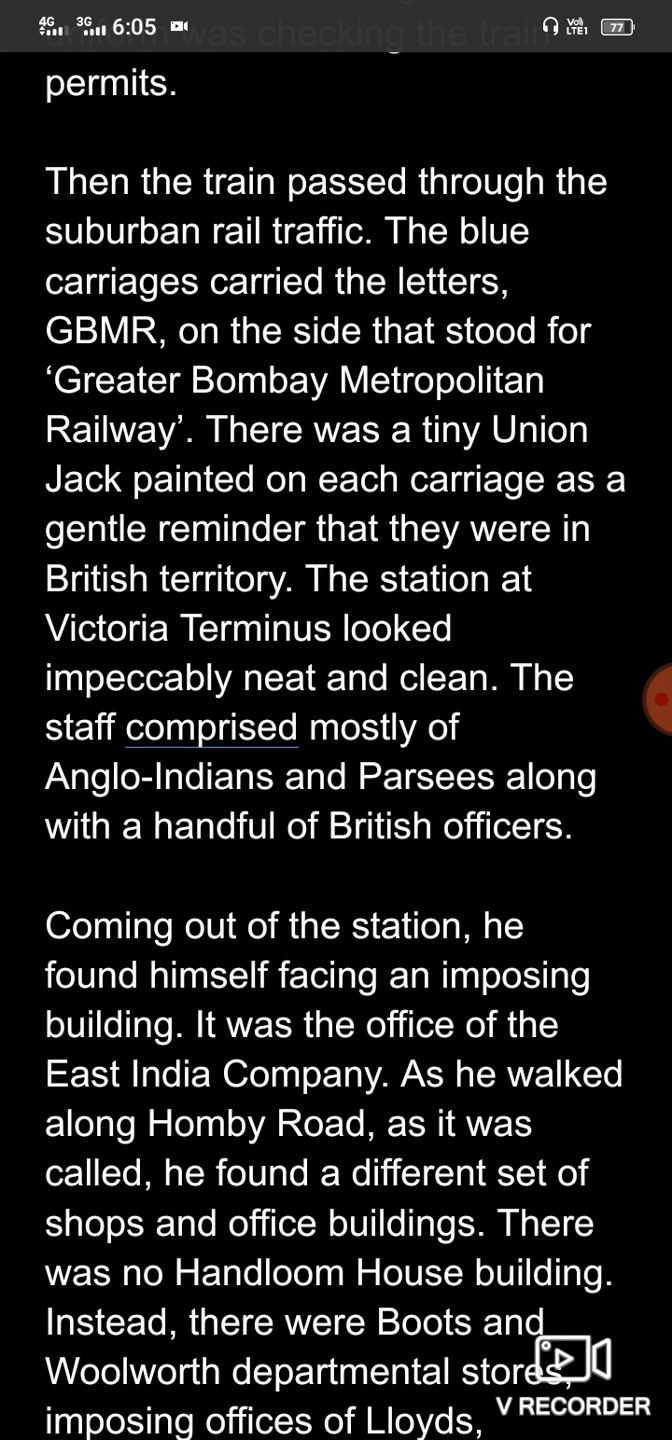 4G 3G 6:05 Vo) LTE1 77
uniform was checking the train
permits.
Then the train passed through the
suburban rail traffic. The blue
carriages carried the letters,
GBMR, on the side that stood for
‘Greater Bombay Metropolitan
Railway’. There was a tiny Union
Jack painted on each carriage as a
gentle reminder that they were in
British territory. The station at
Victoria Terminus looked
impeccably neat and clean. The
staff comprised mostly of
Anglo-Indians and Parsees along
with a handful of British officers.
Coming out of the station, he
found himself facing an imposing
building. It was the office of the
East India Company. As he walked
along Homby Road, as it was
called, he found a different set of
shops and office buildings. There
was no Handloom House building.
Instead, there were Boots and
Woolworth departmental stores,
imposing offices of Lloyds,
V RECORDER